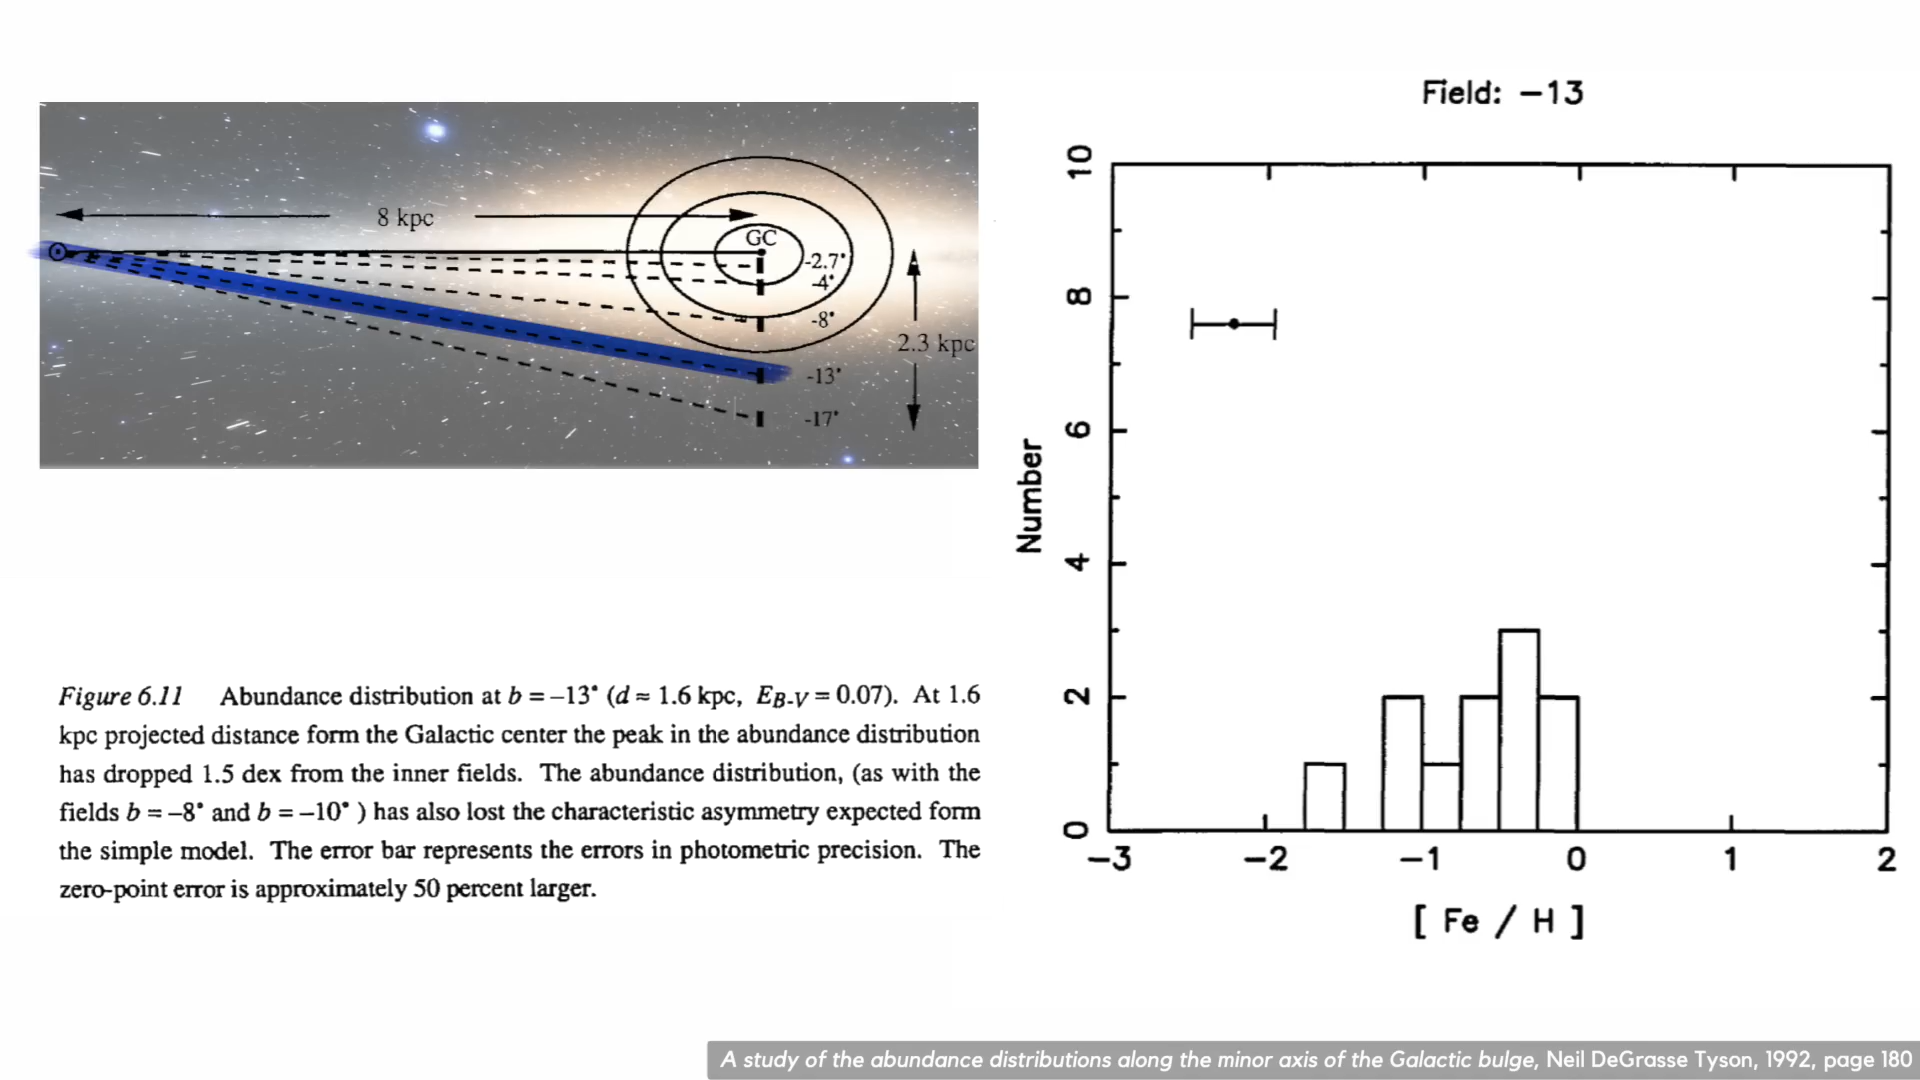 8 kpc
GC
-2.7°
-4°
-8°
2.3 kpc
-13°
-17°
Figure 6.11 Abundance distribution at b = –13° (d ≈ 1.6 kpc, EB-V = 0.07). At 1.6
kpc projected distance form the Galactic center the peak in the abundance distribution
has dropped 1.5 dex from the inner fields. The abundance distribution, (as with the
fields b = –8° and b = –10° ) has also lost the characteristic asymmetry expected form
the simple model. The error bar represents the errors in photometric precision. The
zero-point error is approximately 50 percent larger.
Field: −13
10
8
6
4
2
0
Number
−3 −2 −1 0 1 2
[ Fe / H ]
A study of the abundance distributions along the minor axis of the Galactic bulge, Neil DeGrasse Tyson, 1992, page 180